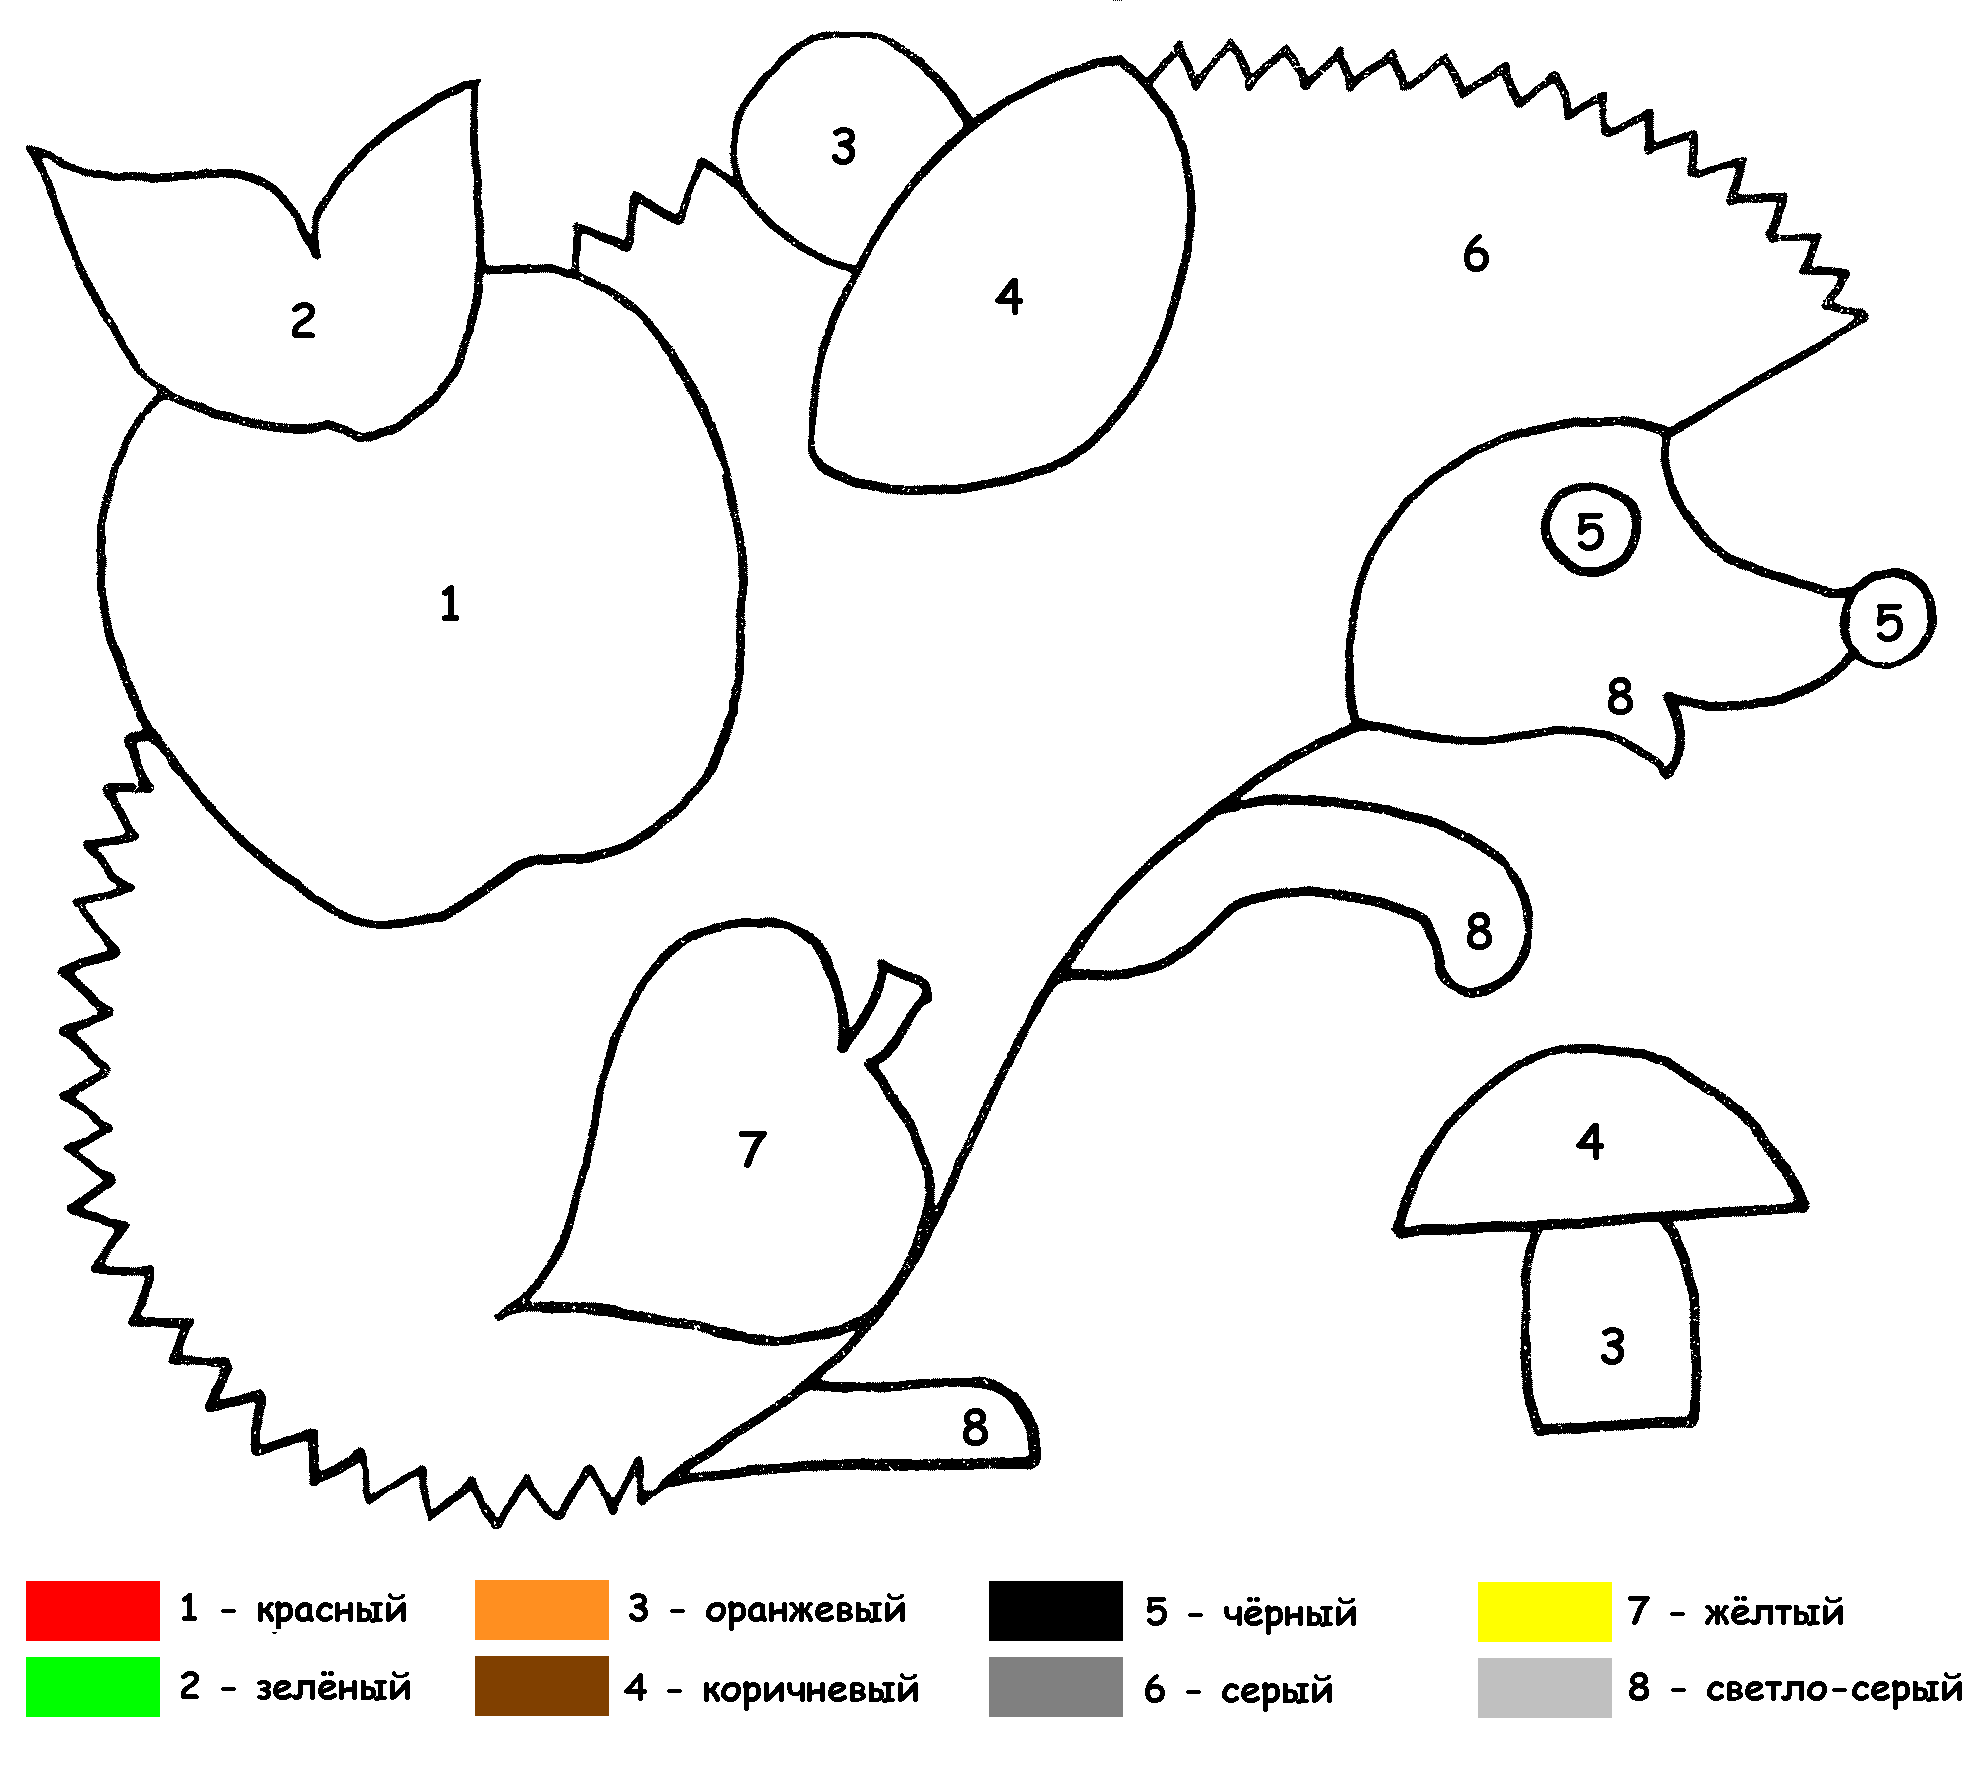 3
4
6
2
5
1
5
8
8
4
7
3
8
1 - красный
3 - оранжевый
5 - чёрный
7 - жёлтый
2 - зелёный
4 - коричневый
6 - серый
8 - светло-серый